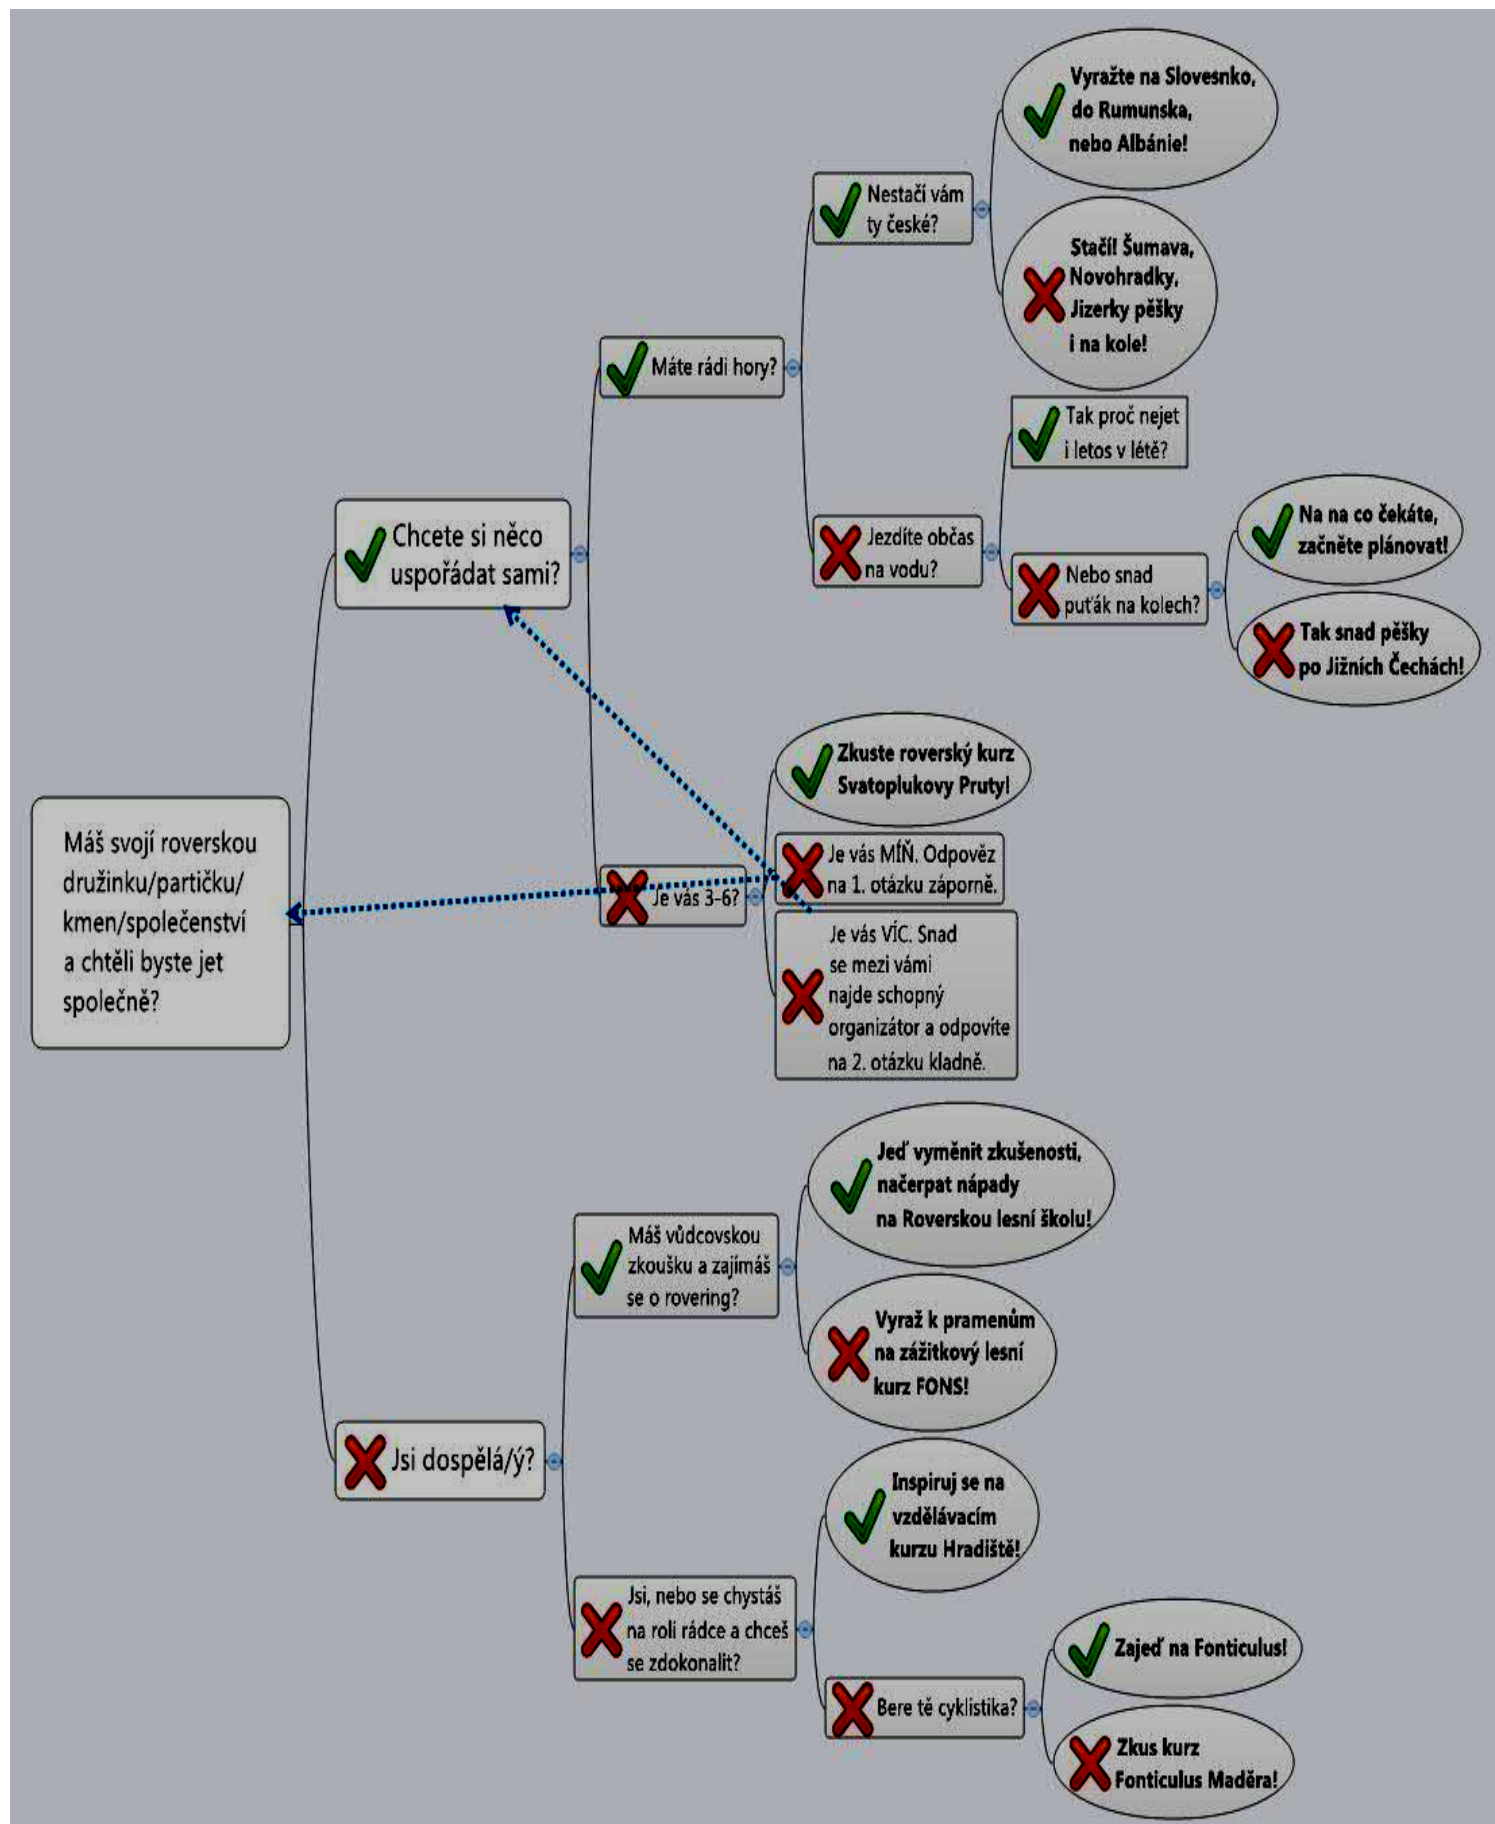 Máš svojí roverskou
družinku/partičku/
kmen/společenství
a chtěli byste jet
společně?
Chcete si něco
uspořádat sami?
Máte rádi hory?
Nestačí vám
ty české?
Vyražte na Slovesnko,
do Rumunska,
nebo Albánie!
Stačí! Šumava,
Novohradky,
Jizerky pěšky
i na kole!
Jezdíte občas
na vodu?
Tak proč nejet
i letos v létě?
Nebo snad
puťák na kolech?
Na na co čekáte,
začněte plánovat!
Tak snad pěšky
po Jižních Čechách!
Je vás 3-6?
Zkuste roverský kurz
Svatoplukovy Pruty!
Je vás MÍŇ. Odpověz
na 1. otázku záporně.
Je vás VÍC. Snad
se mezi vámi
najde schopný
organizátor a odpovíte
na 2. otázku kladně.
Jsi dospělá/ý?
Máš vůdcovskou
zkoušku a zajímáš
se o rovering?
Jeď vyměnit zkušenosti,
načerpat nápady
na Roverskou lesní školu!
Vyraž k pramenům
na zážitkový lesní
kurz FONS!
Jsi, nebo se chystáš
na roli rádce a chceš
se zdokonalit?
Inspiruj se na
vzdělávacím
kurzu Hradiště!
Bere tě cyklistika?
Zajeď na Fonticulus!
Zkus kurz
Fonticulus Maděra!